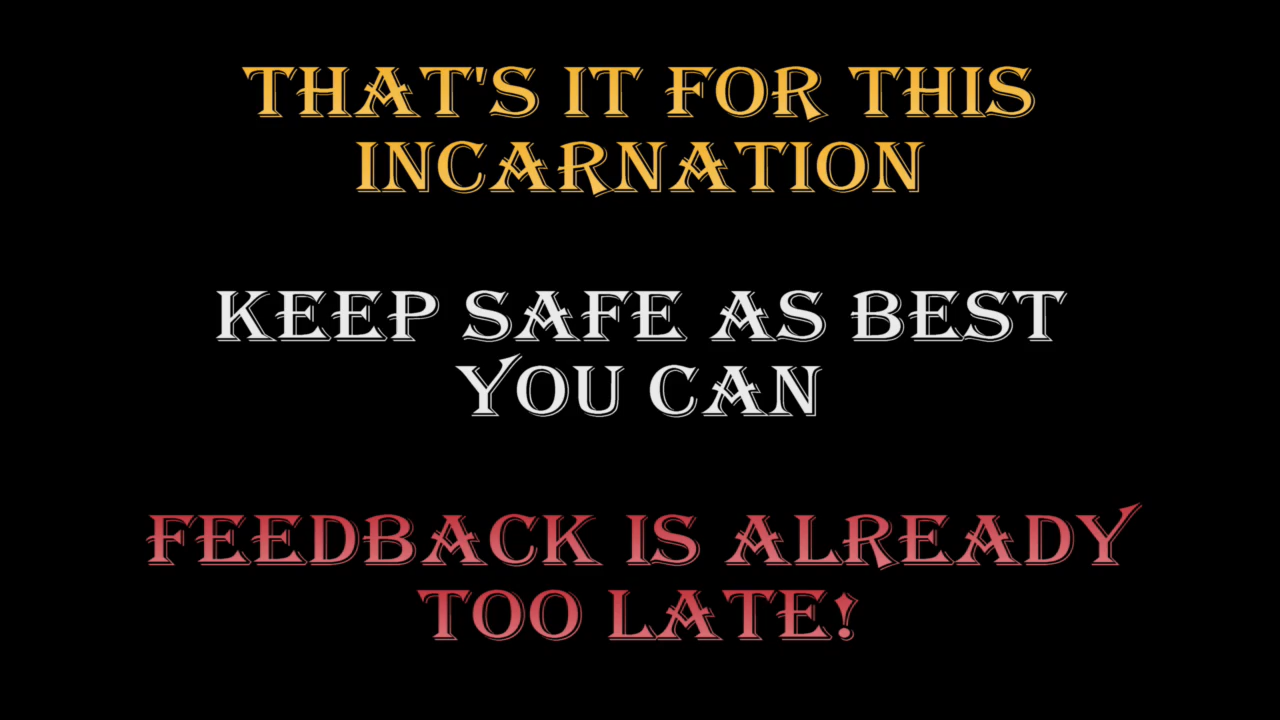 THAT'S IT FOR THIS
INCARNATION
KEEP SAFE AS BEST
YOU CAN
FEEDBACK IS ALREADY
TOO LATE!